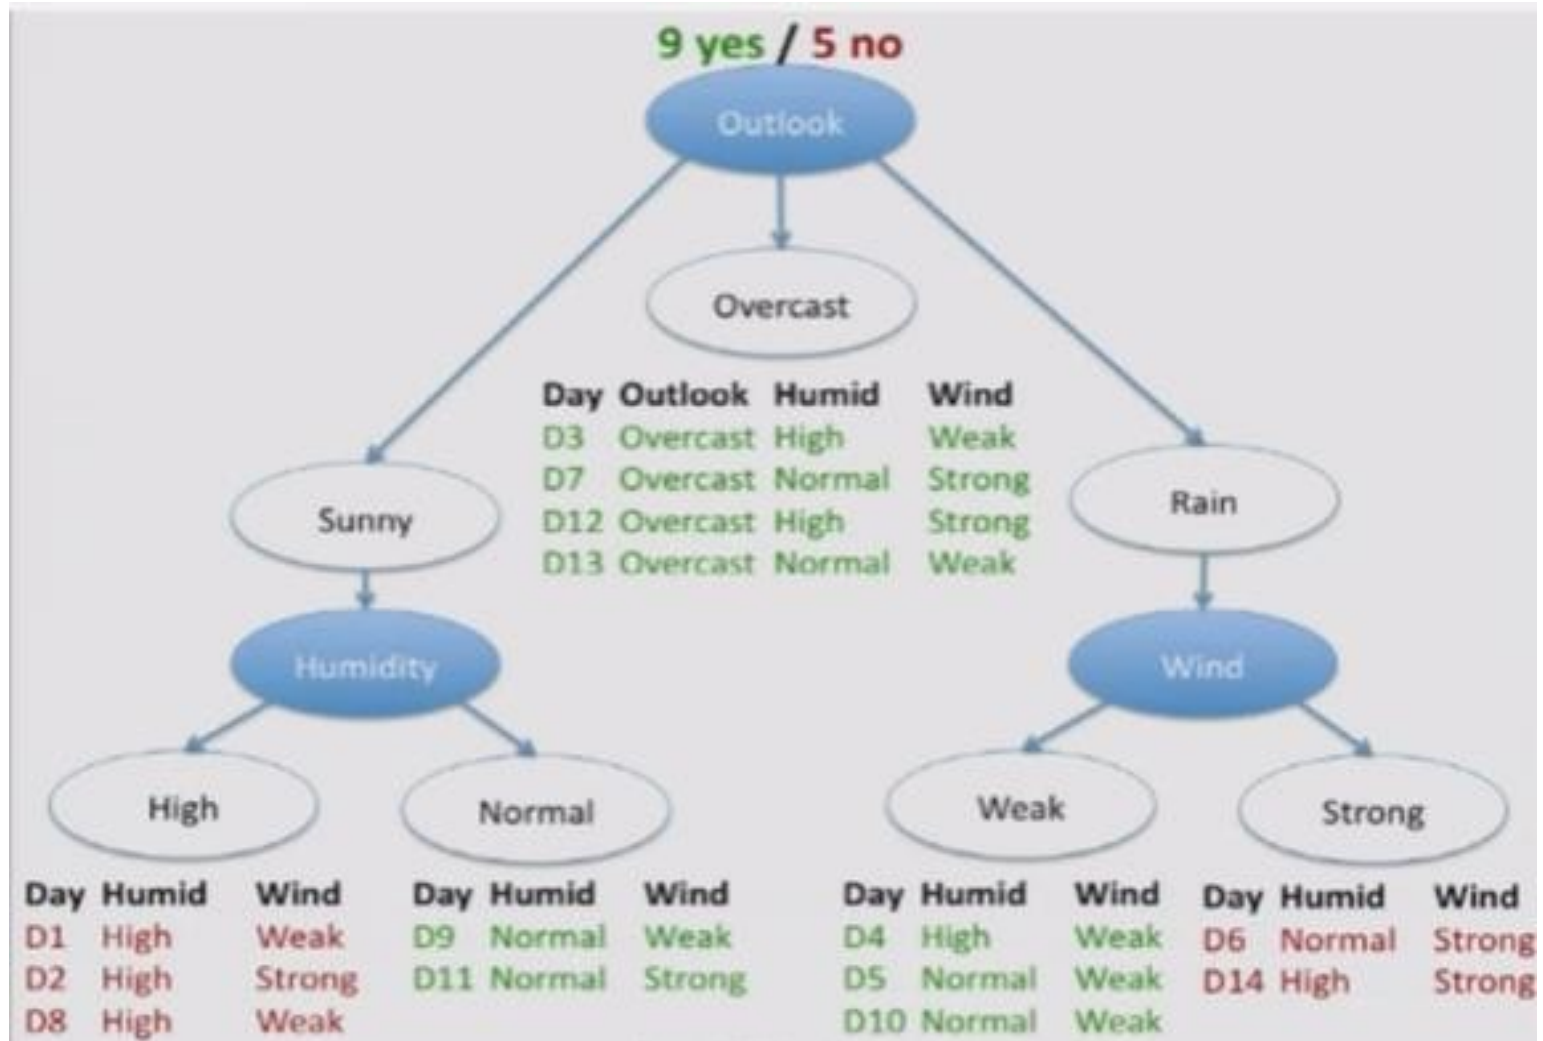 9 yes / 5 no
Outlook
Overcast
Day Outlook Humid Wind
D3 Overcast High Weak
D7 Overcast Normal Strong
D12 Overcast High Strong
D13 Overcast Normal Weak
Sunny
Rain
Humidity
Wind
High
Normal
Weak
Strong
Day Humid Wind
D1 High Weak
D2 High Strong
D8 High Weak
Day Humid Wind
D9 Normal Weak
D11 Normal Strong
Day Humid Wind
D4 High Weak
D5 Normal Weak
D10 Normal Weak
Day Humid Wind
D6 Normal Strong
D14 High Strong